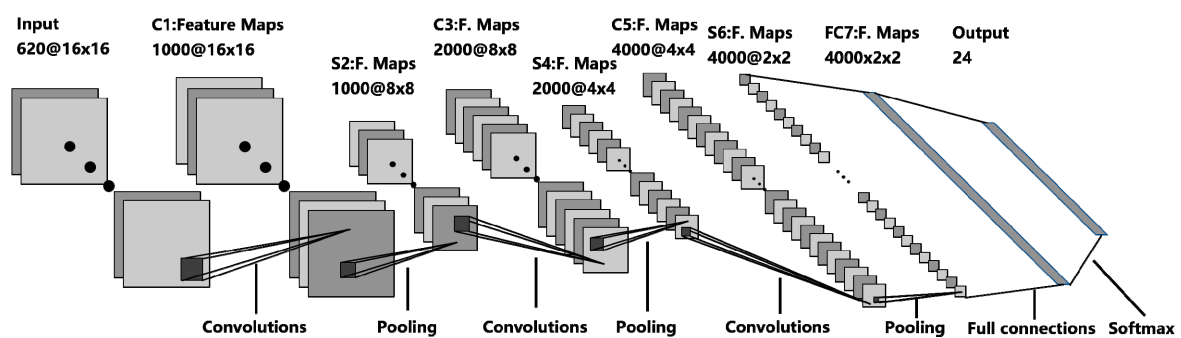 Input
620@16x16
C1:Feature Maps
1000@16x16
S2:F. Maps
1000@8x8
C3:F. Maps
2000@8x8
S4:F. Maps
2000@4x4
C5:F. Maps
4000@4x4
S6:F. Maps
4000@2x2
FC7:F. Maps
4000x2x2
Output
24
Convolutions
Pooling
Convolutions
Pooling
Convolutions
Pooling
Full connections
Softmax